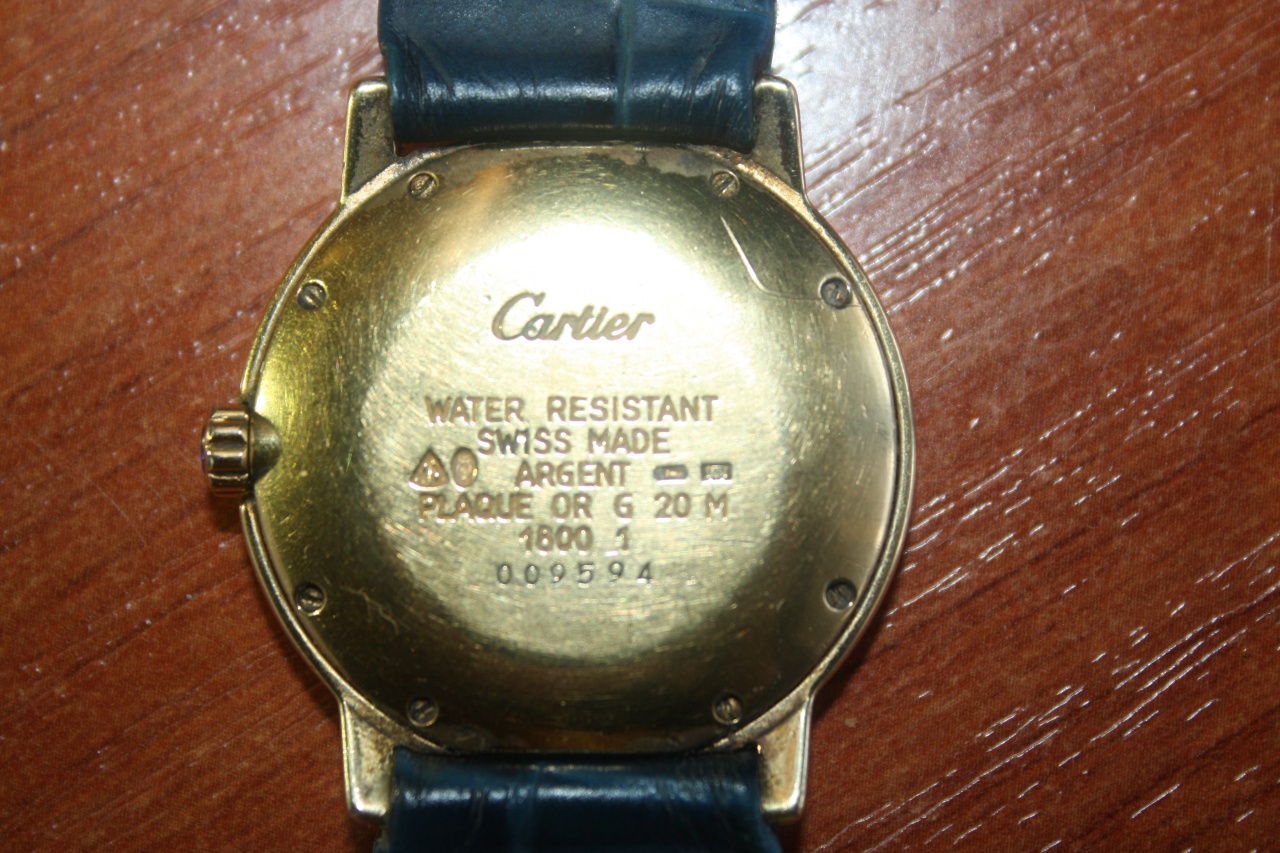 Cartier
WATER RESISTANT
SWISS MADE
ARGENT
PLAQUE OR G 20 M
1800 1
009594